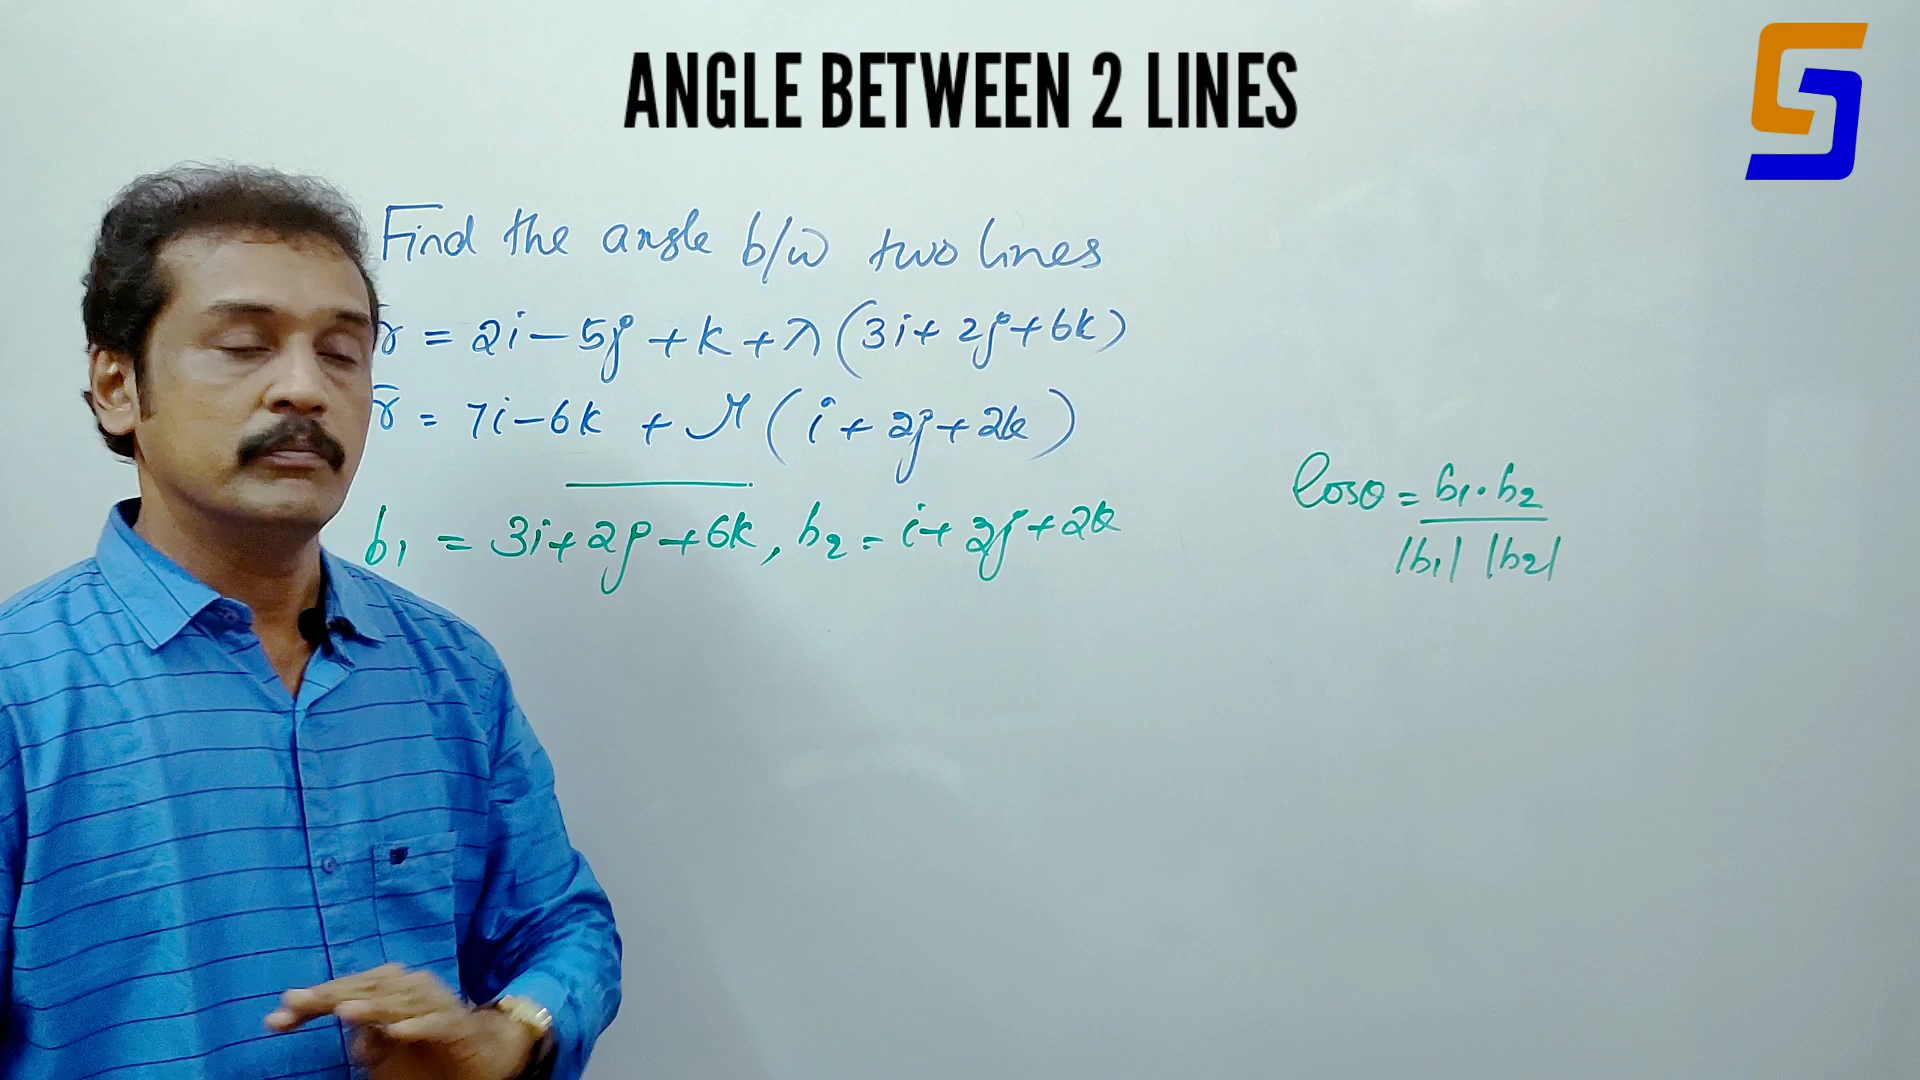 ANGLE BETWEEN 2 LINES
Find the angle b/w two lines
r̄ = 2i - 5j + k + λ (3i + 2j + 6k)
r̄ = 7i - 6k + μ (i + 2j + 2k)
b₁ = 3i + 2j + 6k, b₂ = i + 2j + 2k
Cosθ = b₁ · b₂
|b₁| |b₂|